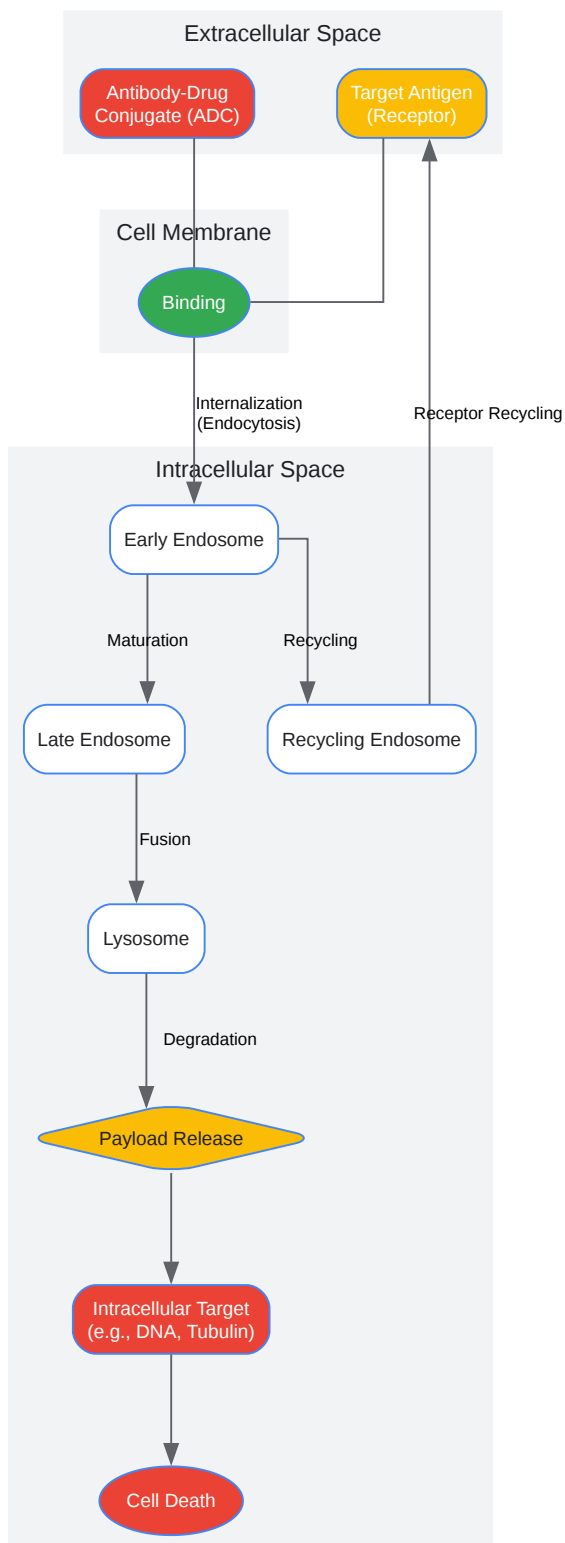 Extracellular Space
Antibody-Drug
Conjugate (ADC)
Target Antigen
(Receptor)
Cell Membrane
Binding
Internalization
(Endocytosis)
Receptor Recycling
Intracellular Space
Early Endosome
Maturation
Recycling
Late Endosome
Recycling Endosome
Fusion
Lysosome
Degradation
Payload Release
Intracellular Target
(e.g., DNA, Tubulin)
Cell Death